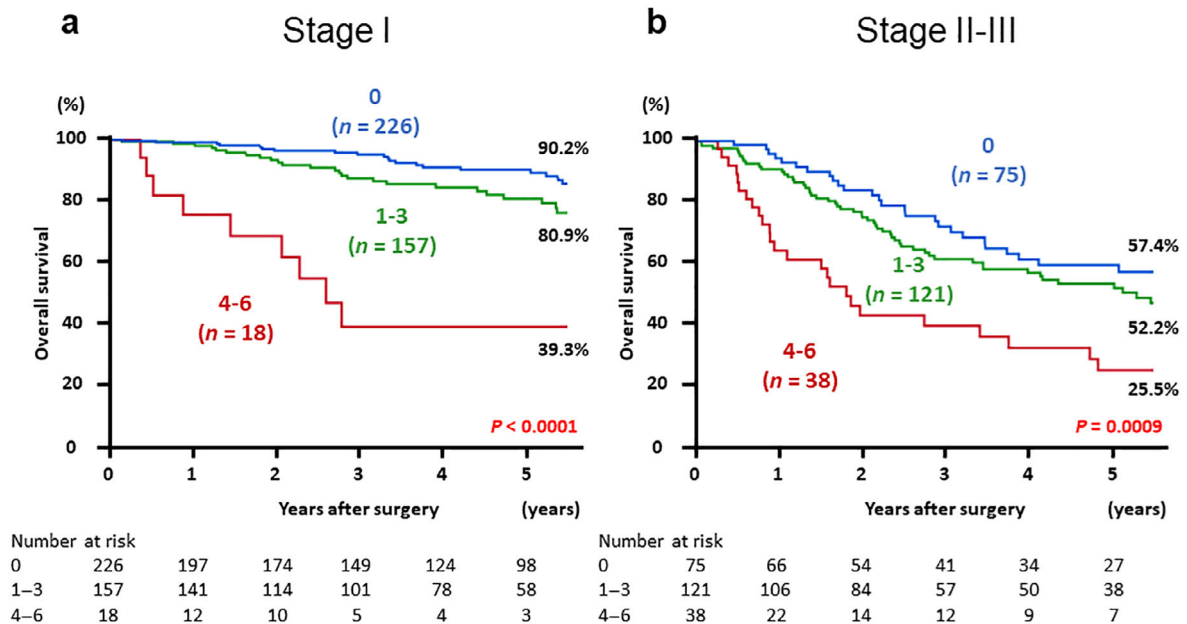 a
Stage I
(%)
Overall survival
100
80
60
40
20
0
0
(n = 226)
1-3
(n = 157)
4-6
(n = 18)
90.2%
80.9%
39.3%
P < 0.0001
0 1 2 3 4 5
Years after surgery (years)
Number at risk
0 226 197 174 149 124 98
1–3 157 141 114 101 78 58
4–6 18 12 10 5 4 3
b
Stage II-III
(%)
Overall survival
100
80
60
40
20
0
0
(n = 75)
1-3
(n = 121)
4-6
(n = 38)
57.4%
52.2%
25.5%
P = 0.0009
0 1 2 3 4 5
Years after surgery (years)
Number at risk
0 75 66 54 41 34 27
1–3 121 106 84 57 50 38
4–6 38 22 14 12 9 7